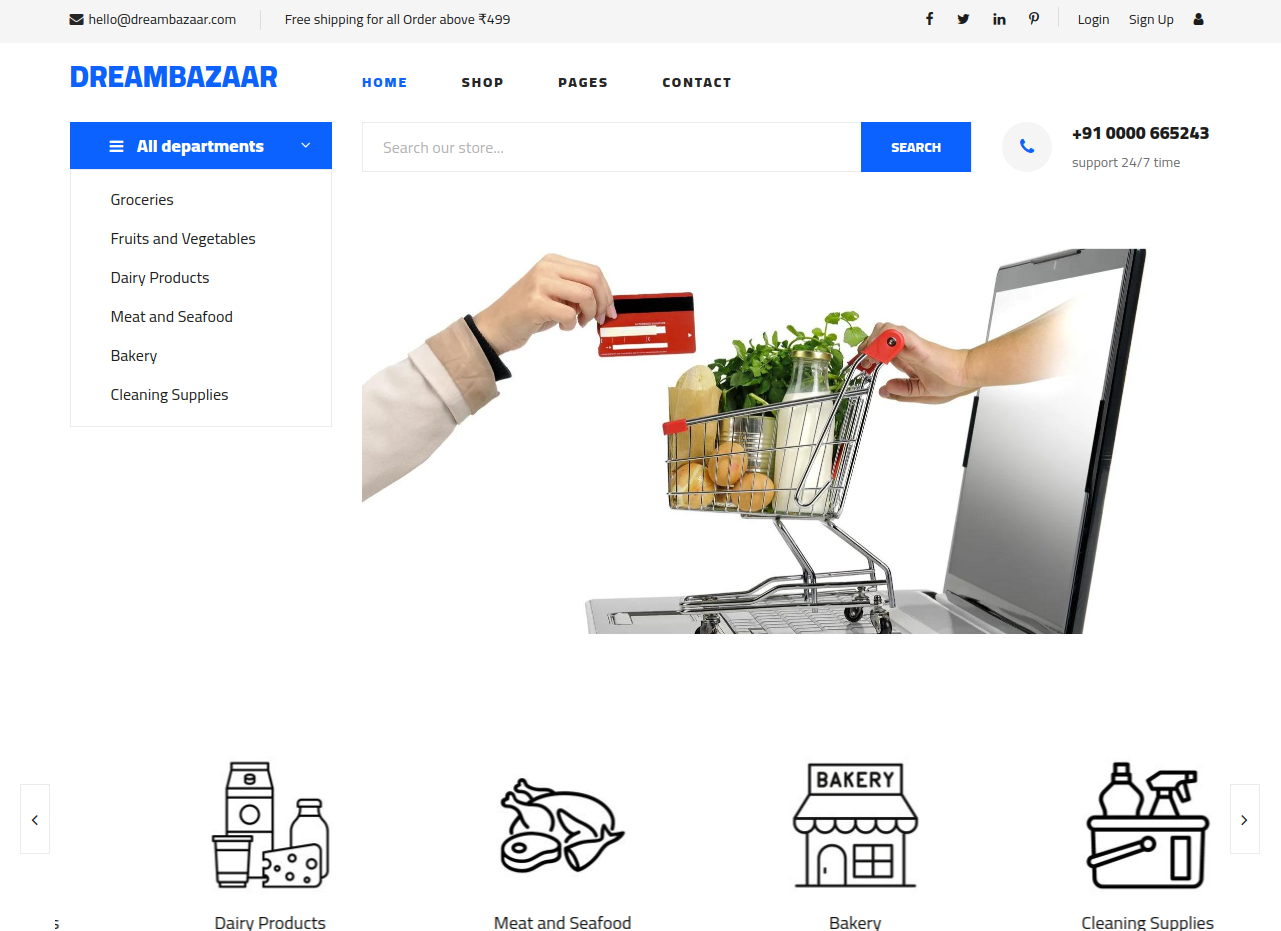 hello@dreambazaar.com
Free shipping for all Order above ₹499
Login
Sign Up
DREAMBAZAAR
HOME
SHOP
PAGES
CONTACT
All departments
Search our store...
SEARCH
+91 0000 665243
support 24/7 time
Groceries
Fruits and Vegetables
Dairy Products
Meat and Seafood
Bakery
Cleaning Supplies
BAKERY
s
Dairy Products
Meat and Seafood
Bakery
Cleaning Supplies